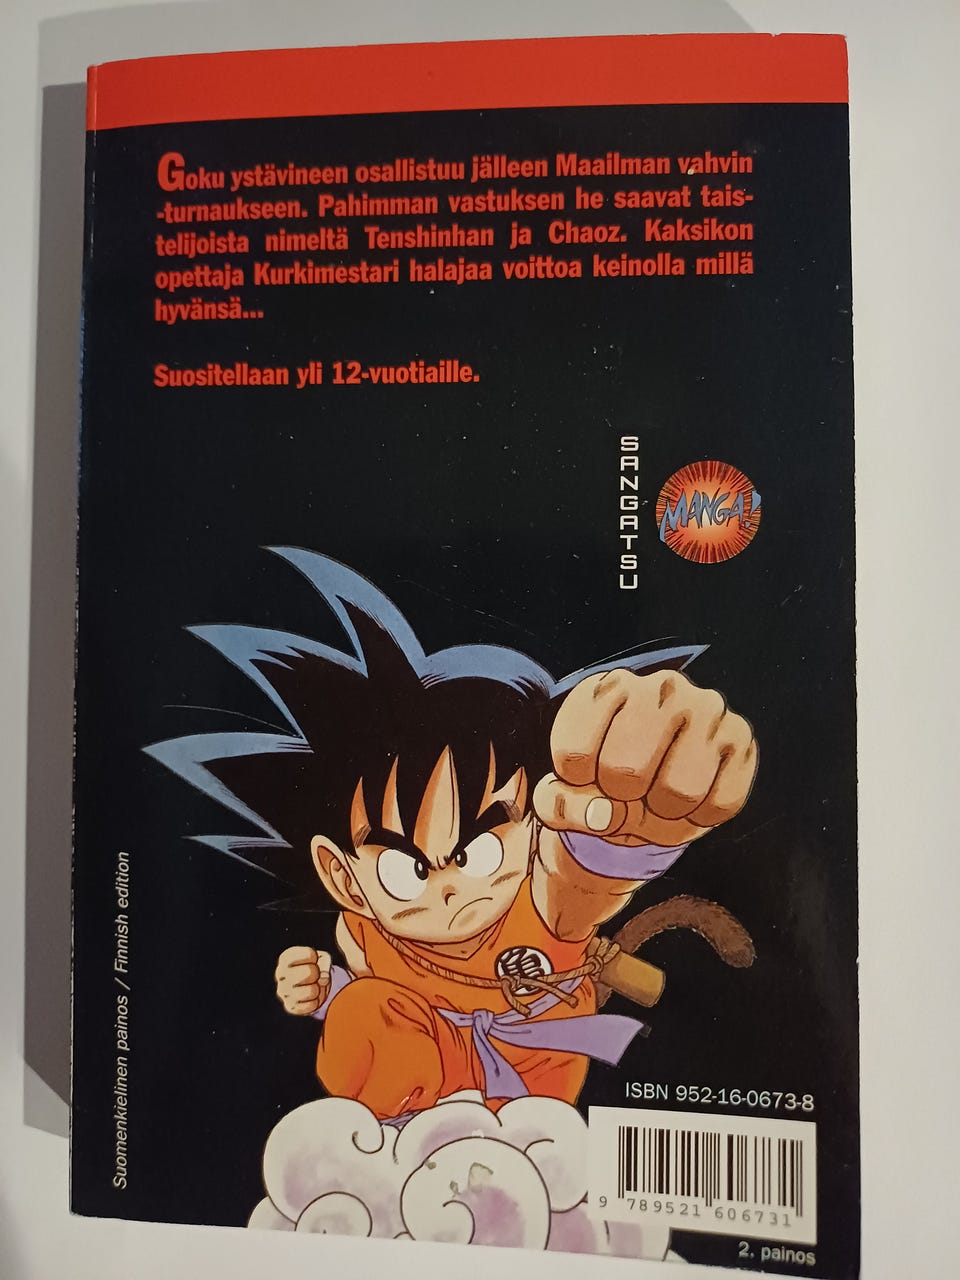 Goku ystävineen osallistuu jälleen Maailman vahvin
-turnaukseen. Pahimman vastuksen he saavat tais-
telijoista nimeltä Tenshinhan ja Chaoz. Kaksikon
opettaja Kurkimestari halajaa voittoa keinolla millä
hyvänsä...
Suositellaan yli 12-vuotiaille.
SANGATSU
MANGA!
亀
Suomenkielinen painos / Finnish edition
ISBN 952-16-0673-8
9 789521 606731
2. painos